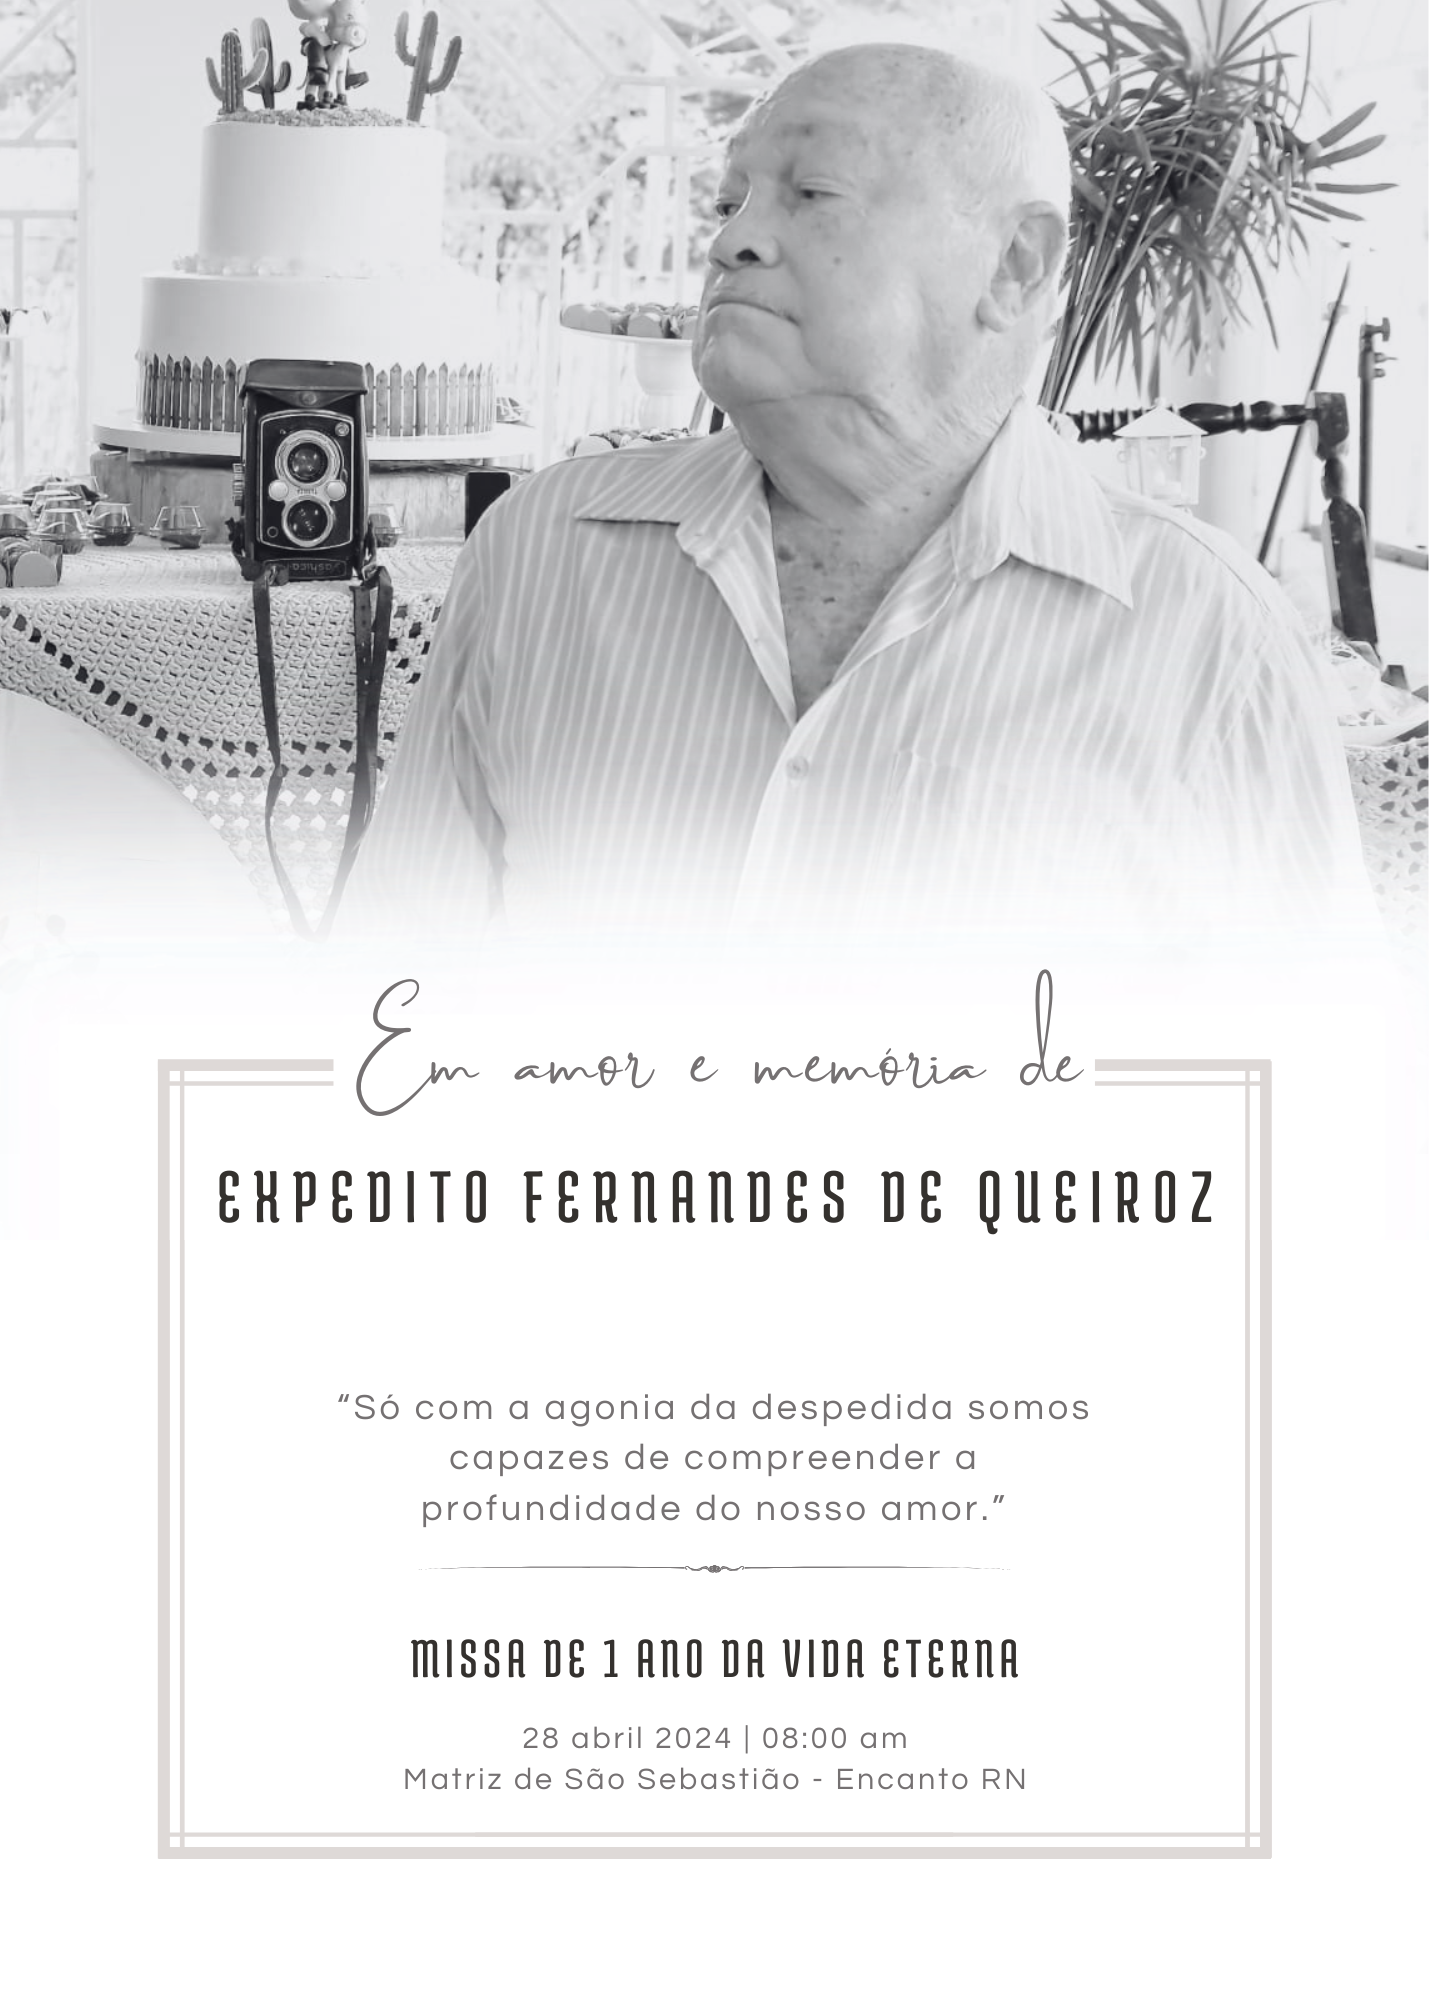 Em amor e memória de
EXPEDITO FERNANDES DE QUEIROZ
“Só com a agonia da despedida somos
capazes de compreender a
profundidade do nosso amor.”
MISSA DE 1 ANO DA VIDA ETERNA
28 abril 2024 | 08:00 am
Matriz de São Sebastião - Encanto RN